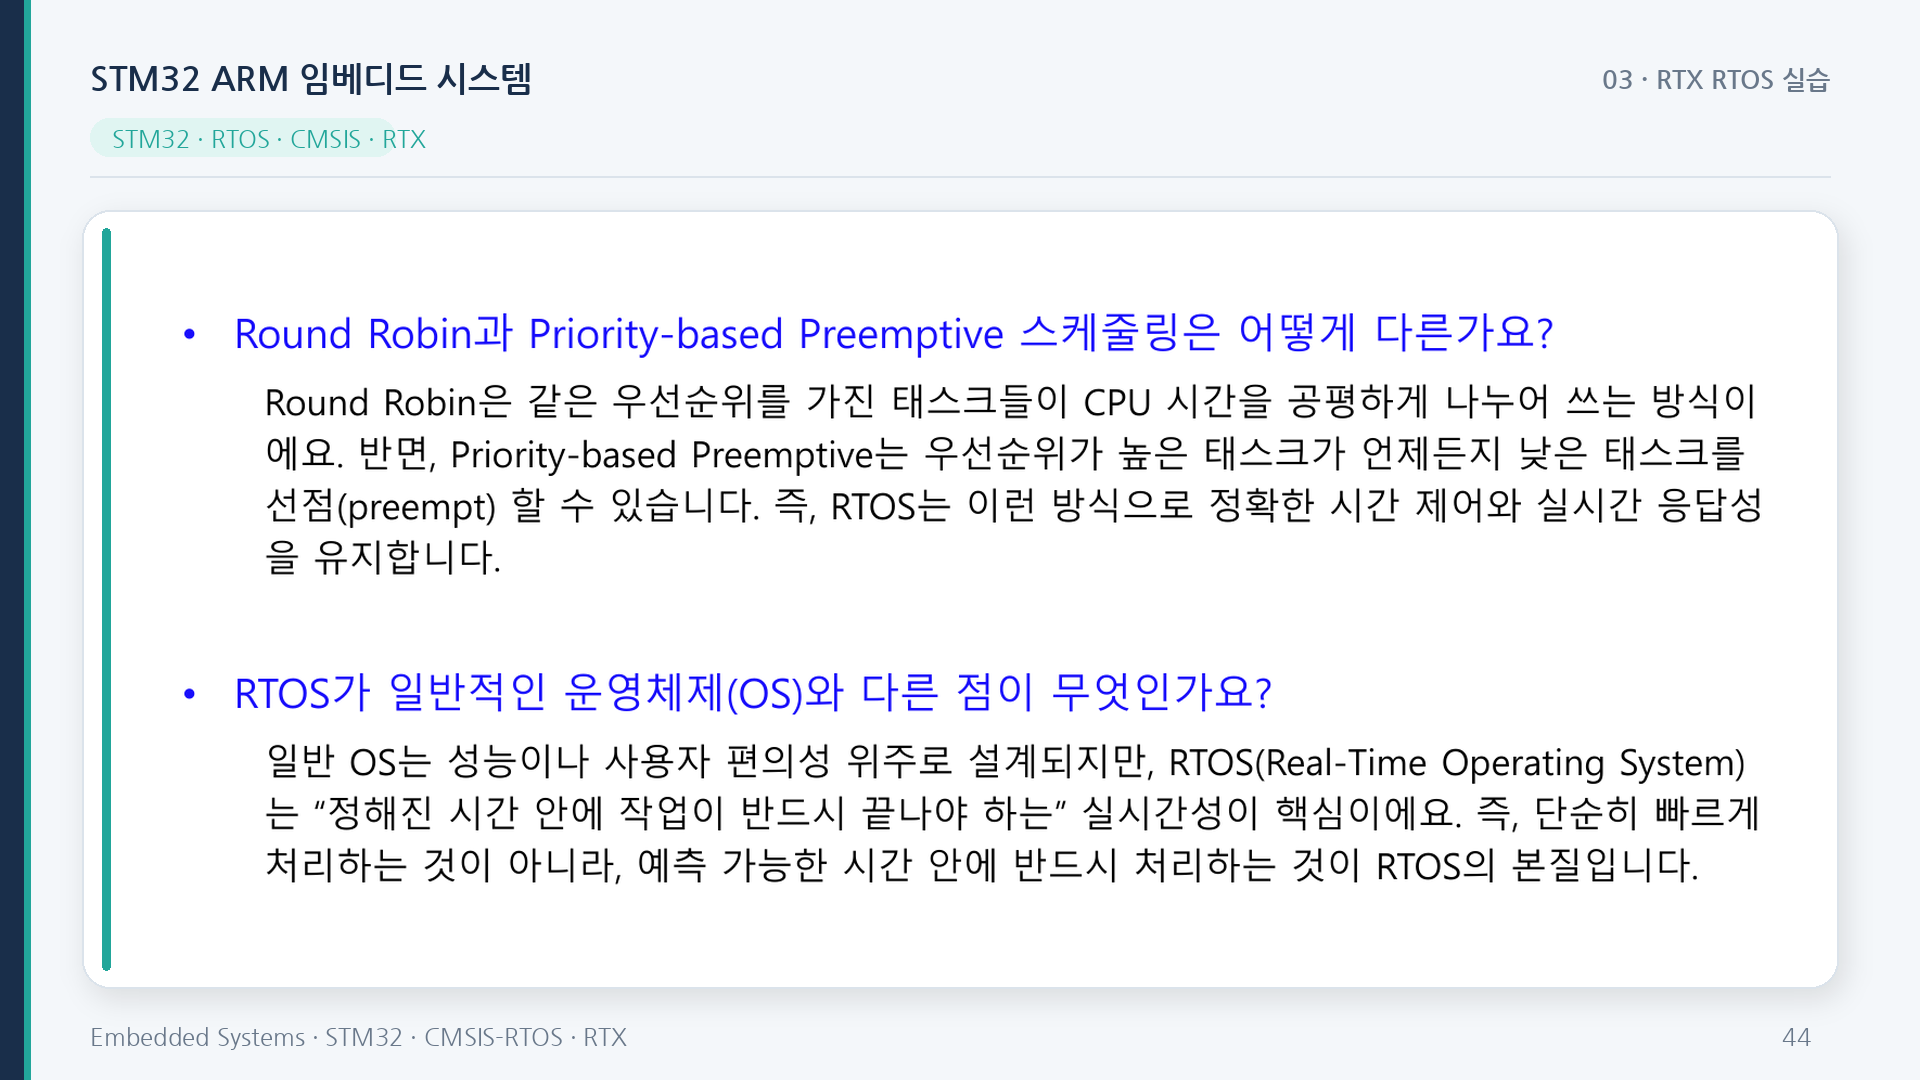 STM32 ARM 임베디드 시스템
03 · RTX RTOS 실습
STM32 · RTOS · CMSIS · RTX
• Round Robin과 Priority-based Preemptive 스케줄링은 어떻게 다른가요?
Round Robin은 같은 우선순위를 가진 태스크들이 CPU 시간을 공평하게 나누어 쓰는 방식이
에요. 반면, Priority-based Preemptive는 우선순위가 높은 태스크가 언제든지 낮은 태스크를
선점(preempt) 할 수 있습니다. 즉, RTOS는 이런 방식으로 정확한 시간 제어와 실시간 응답성
을 유지합니다.
• RTOS가 일반적인 운영체제(OS)와 다른 점이 무엇인가요?
일반 OS는 성능이나 사용자 편의성 위주로 설계되지만, RTOS(Real-Time Operating System)
는 “정해진 시간 안에 작업이 반드시 끝나야 하는” 실시간성이 핵심이에요. 즉, 단순히 빠르게
처리하는 것이 아니라, 예측 가능한 시간 안에 반드시 처리하는 것이 RTOS의 본질입니다.
Embedded Systems · STM32 · CMSIS-RTOS · RTX
44